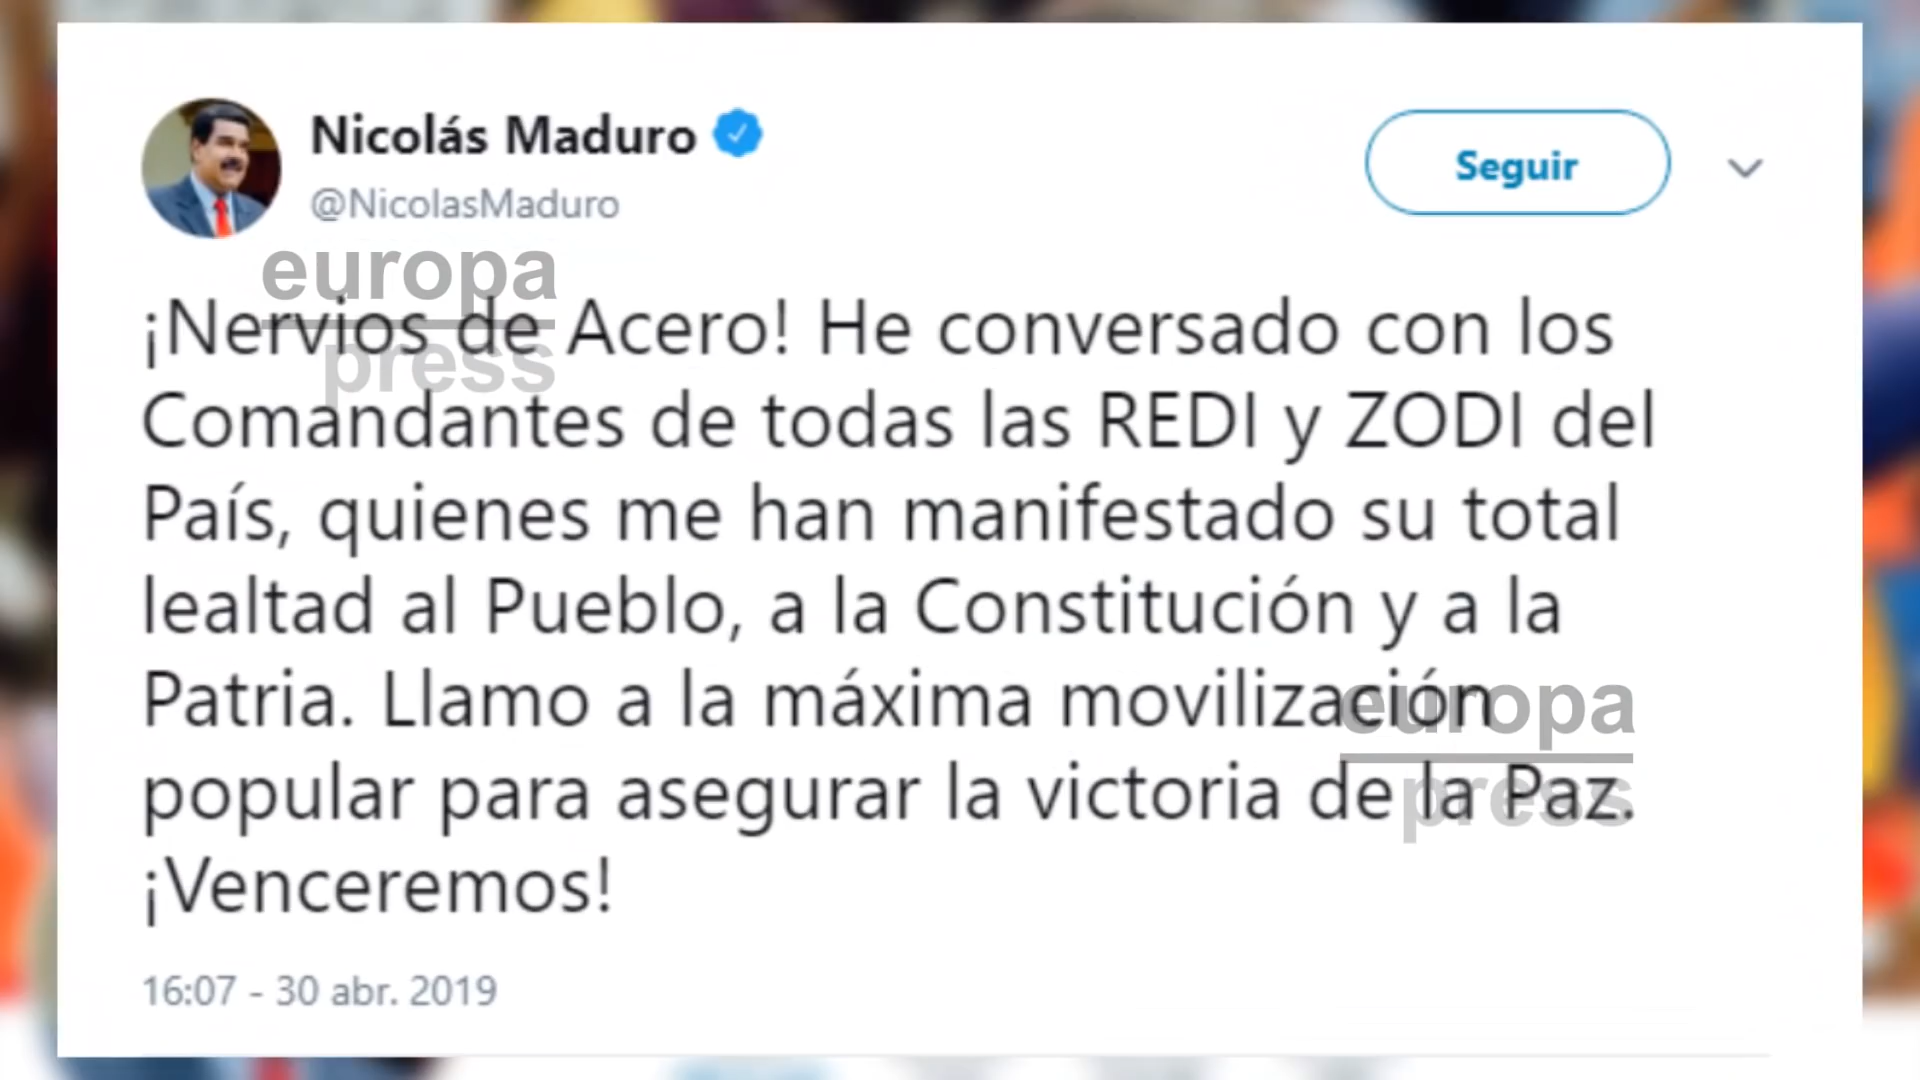 Nicolás Maduro
@NicolasMaduro
Seguir
europa
press
¡Nervios de Acero! He conversado con los
Comandantes de todas las REDI y ZODI del
País, quienes me han manifestado su total
lealtad al Pueblo, a la Constitución y a la
Patria. Llamo a la máxima movilización
popular para asegurar la victoria de la Paz.
¡Venceremos!
europa
press
16:07 - 30 abr. 2019